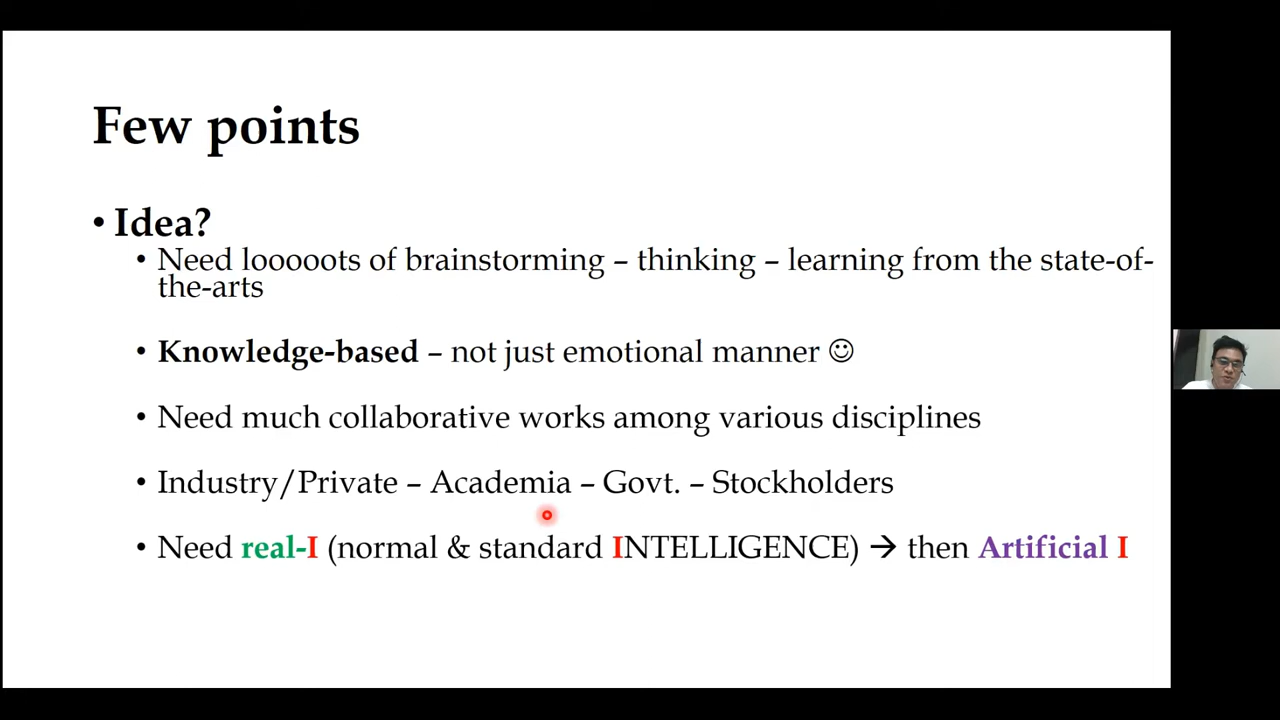 Few points
• Idea?
• Need looooots of brainstorming – thinking – learning from the state-of-
the-arts
• Knowledge-based – not just emotional manner ☺
• Need much collaborative works among various disciplines
• Industry/Private – Academia – Govt. – Stockholders
• Need real-I (normal & standard INTELLIGENCE) → then Artificial I